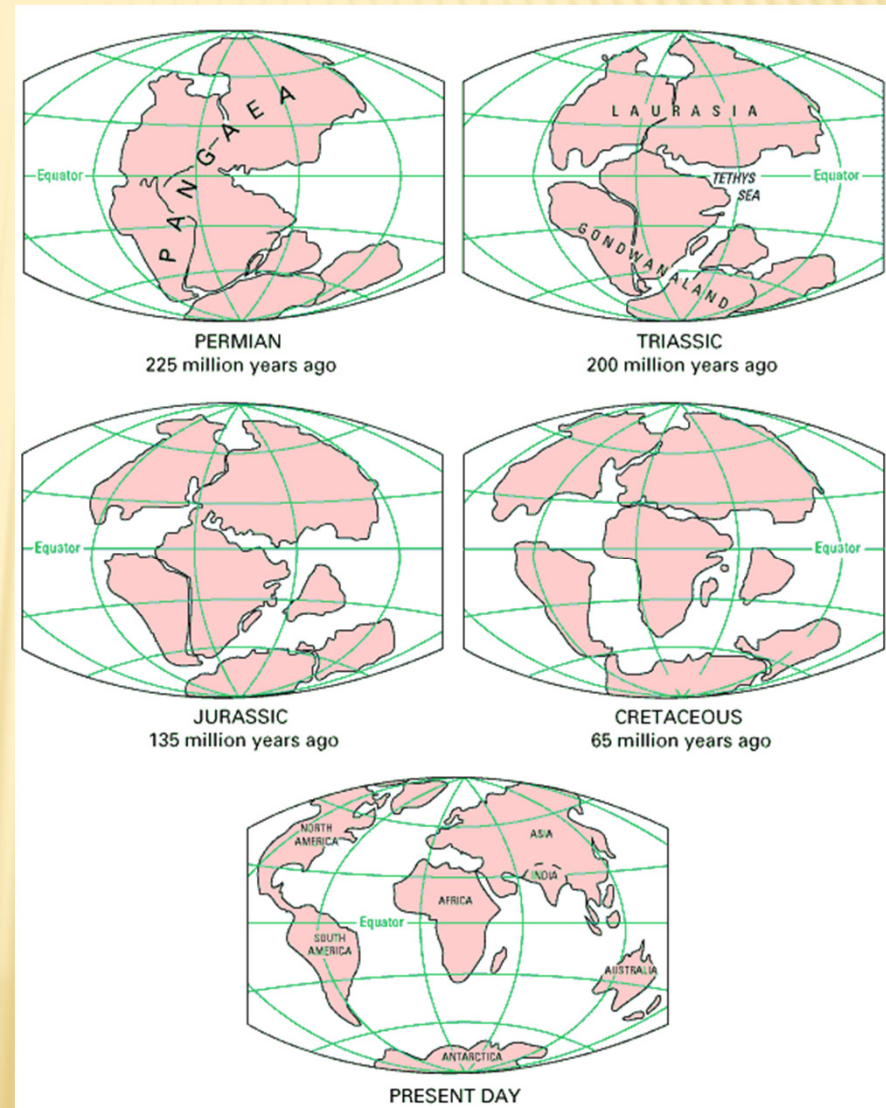 PANGAEA
Equator
PERMIAN
225 million years ago
LAURASIA
TETHYS
SEA
Equator
GONDWANALAND
TRIASSIC
200 million years ago
Equator
JURASSIC
135 million years ago
Equator
CRETACEOUS
65 million years ago
NORTH
AMERICA
ASIA
INDIA
AFRICA
Equator
SOUTH
AMERICA
AUSTRALIA
ANTARCTICA
PRESENT DAY